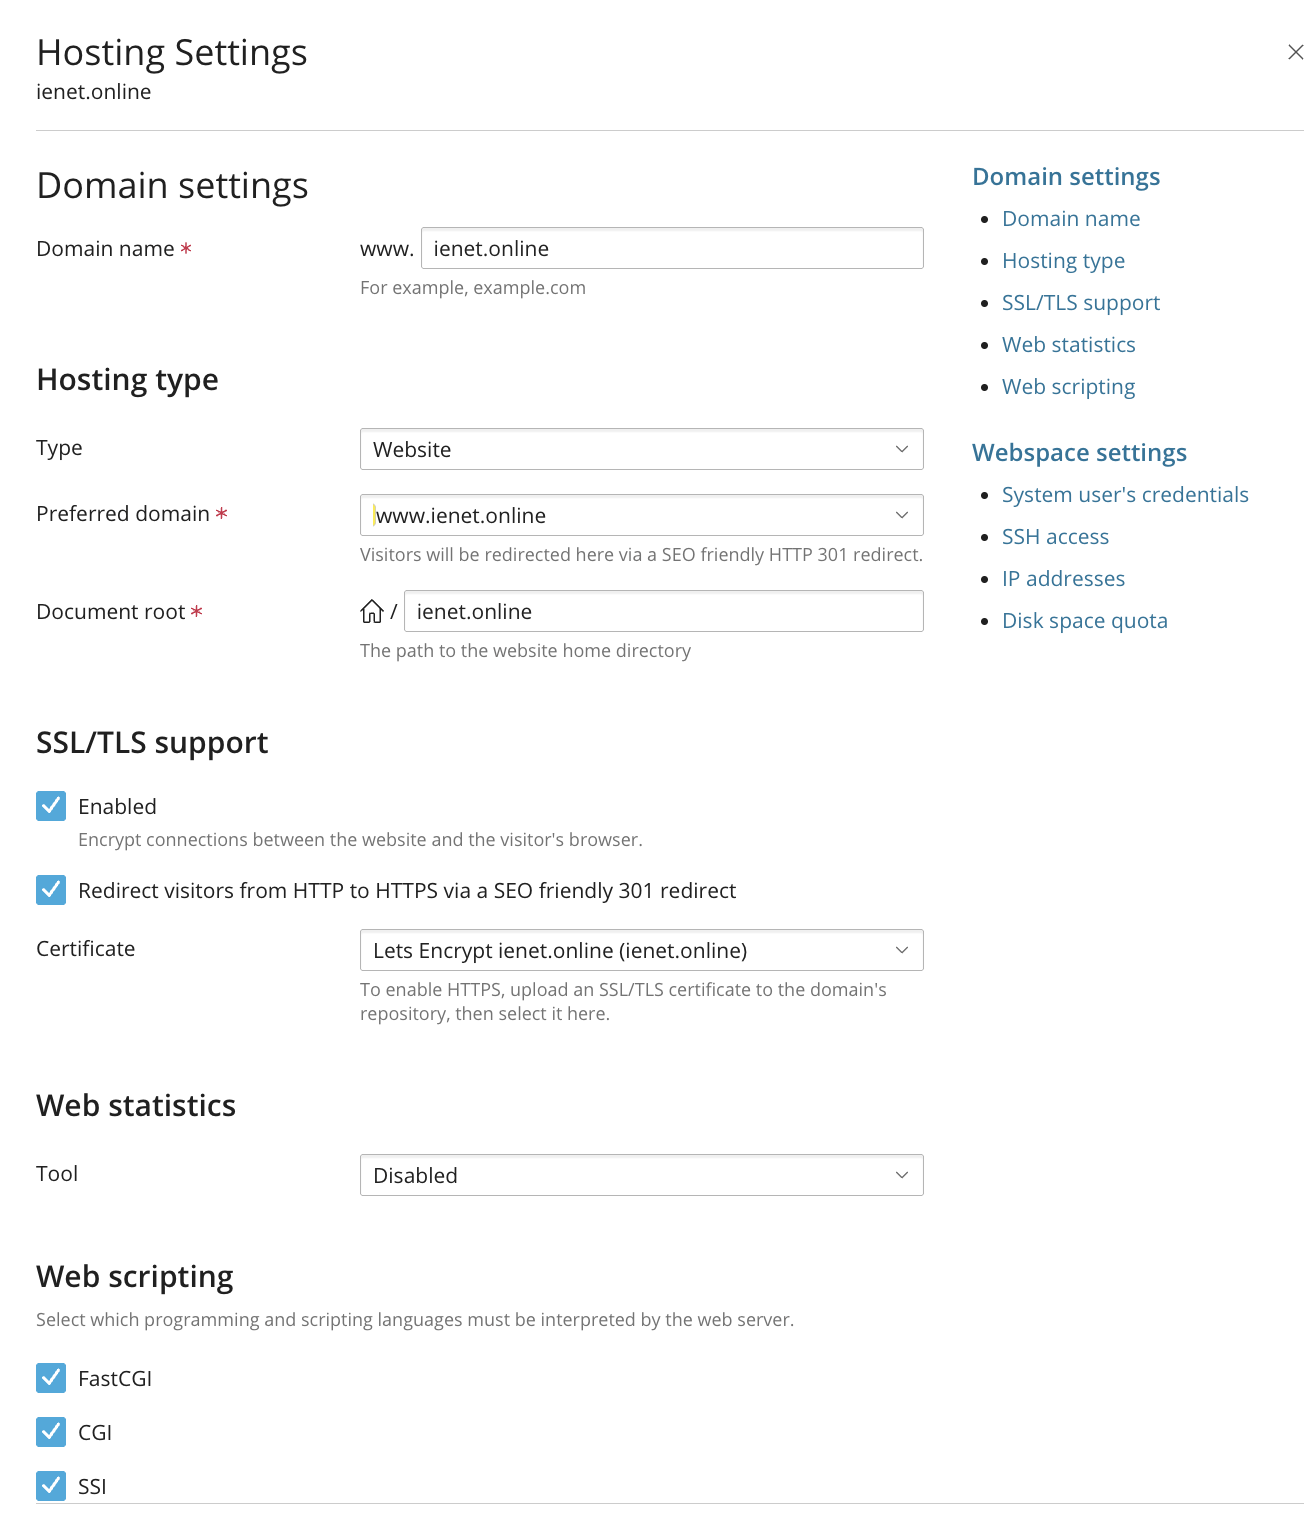 Hosting Settings
ienet.online
Domain settings
Domain name *
www. ienet.online
For example, example.com
Hosting type
Type
Website
Preferred domain *
www.ienet.online
Visitors will be redirected here via a SEO friendly HTTP 301 redirect.
Document root *
/ ienet.online
The path to the website home directory
SSL/TLS support
Enabled
Encrypt connections between the website and the visitor's browser.
Redirect visitors from HTTP to HTTPS via a SEO friendly 301 redirect
Certificate
Lets Encrypt ienet.online (ienet.online)
To enable HTTPS, upload an SSL/TLS certificate to the domain's
repository, then select it here.
Web statistics
Tool
Disabled
Web scripting
Select which programming and scripting languages must be interpreted by the web server.
FastCGI
CGI
SSI
Domain settings
Domain name
Hosting type
SSL/TLS support
Web statistics
Web scripting
Webspace settings
System user's credentials
SSH access
IP addresses
Disk space quota